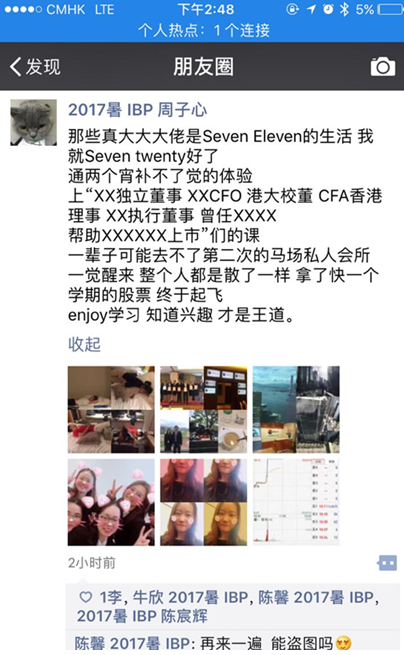 CMHK LTE 下午2:48 5%
个人热点：1 个连接
发现 朋友圈
2017暑 IBP 周子心
那些真大大大佬是Seven Eleven的生活 我
就Seven twenty好了
通两个宵补不了觉的体验
上“XX独立董事 XXCFO 港大校董 CFA香港
理事 XX执行董事 曾任XXXX
帮助XXXXXX上市”们的课
一辈子可能去不了第二次的马场私人会所
一觉醒来 整个人都是散了一样 拿了快一个
学期的股票 终于起飞
enjoy学习 知道兴趣 才是王道。
收起
2小时前
1李, 牛欣 2017暑 IBP, 陈馨 2017暑 IBP,
2017暑 IBP 陈宸辉
陈馨 2017暑 IBP: 再来一遍 能盗图吗